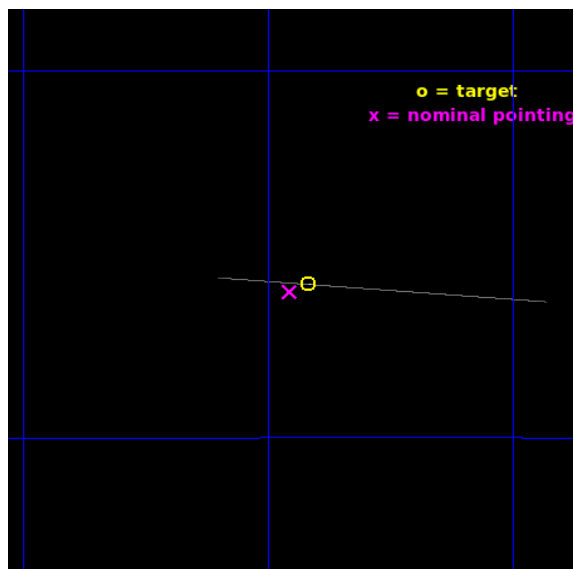 o = target
x = nominal pointing